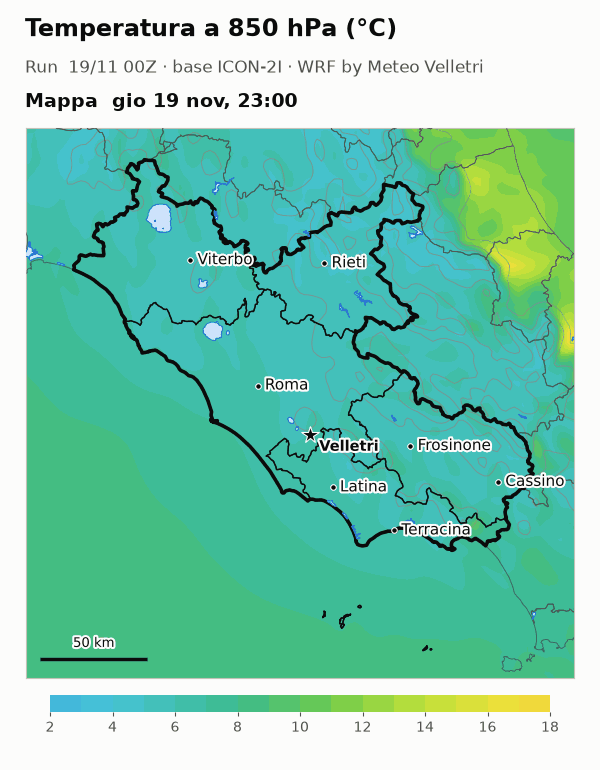 Temperatura a 850 hPa (°C)
Run  19/11 00Z · base ICON-2I · WRF by Meteo Velletri
Mappa  gio 19 nov, 23:00
Viterbo
Rieti
Roma
Velletri
Frosinone
Latina
Cassino
Terracina
50 km
2 4 6 8 10 12 14 16 18